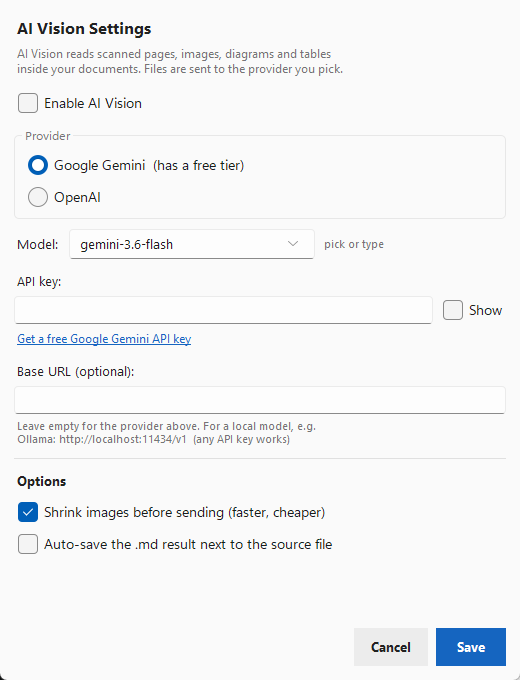 AI Vision Settings
AI Vision reads scanned pages, images, diagrams and tables
inside your documents. Files are sent to the provider you pick.
Enable AI Vision
Provider
Google Gemini (has a free tier)
OpenAI
Model: gemini-3.6-flash pick or type
API key:
Show
Get a free Google Gemini API key
Base URL (optional):
Leave empty for the provider above. For a local model, e.g.
Ollama: http://localhost:11434/v1 (any API key works)
Options
Shrink images before sending (faster, cheaper)
Auto-save the .md result next to the source file
Cancel Save